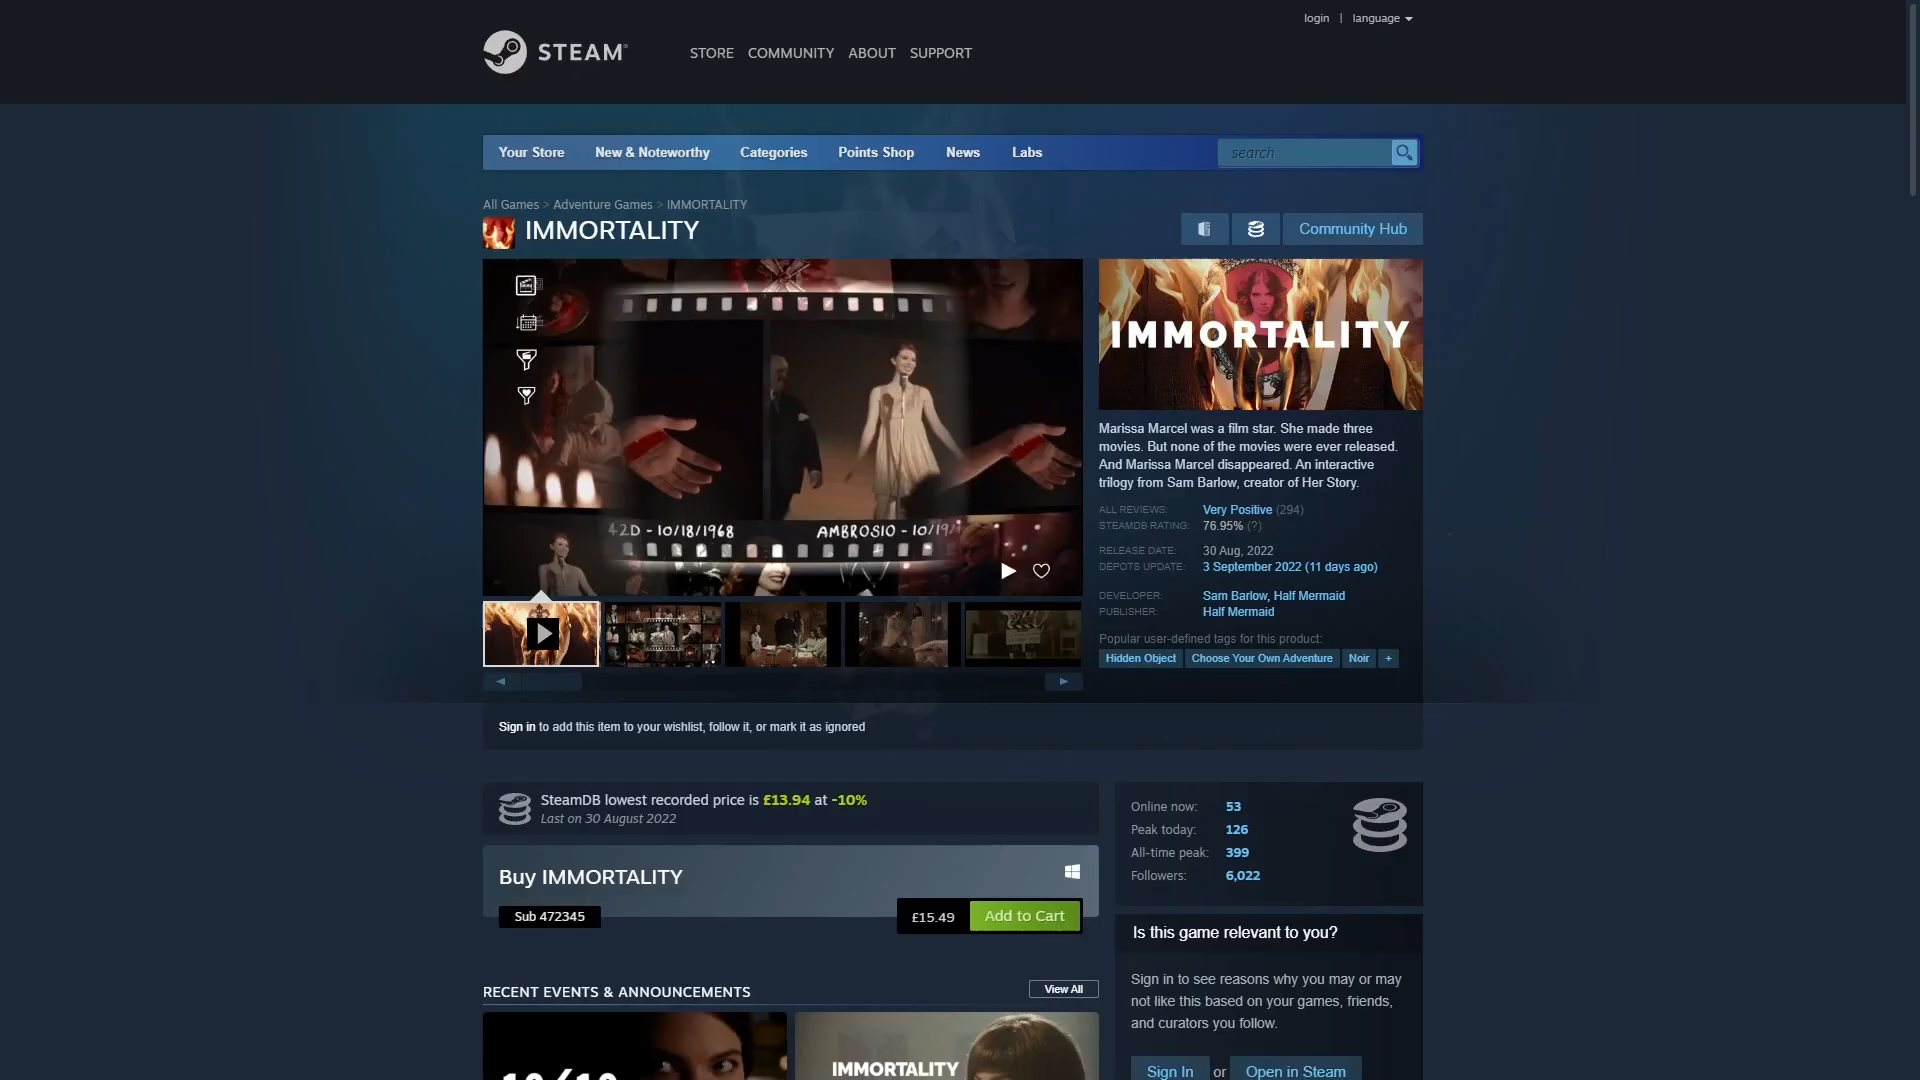 login | language
STEAM
STORE COMMUNITY ABOUT SUPPORT
Your Store New & Noteworthy Categories Points Shop News Labs search
All Games > Adventure Games > IMMORTALITY
IMMORTALITY
Community Hub
42D - 10/18/1968 AMBROSIO - 10/19/
IMMORTALITY
Marissa Marcel was a film star. She made three
movies. But none of the movies were ever released.
And Marissa Marcel disappeared. An interactive
trilogy from Sam Barlow, creator of Her Story.
ALL REVIEWS: Very Positive (294)
STEAMDB RATING: 76.95% (?)
RELEASE DATE: 30 Aug, 2022
DEPOTS UPDATE: 3 September 2022 (11 days ago)
DEVELOPER: Sam Barlow, Half Mermaid
PUBLISHER: Half Mermaid
Popular user-defined tags for this product:
Hidden Object Choose Your Own Adventure Noir +
Sign in to add this item to your wishlist, follow it, or mark it as ignored
SteamDB lowest recorded price is £13.94 at -10%
Last on 30 August 2022
Buy IMMORTALITY
Sub 472345
£15.49 Add to Cart
Online now: 53
Peak today: 126
All-time peak: 399
Followers: 6,022
Is this game relevant to you?
Sign in to see reasons why you may or may
not like this based on your games, friends,
and curators you follow.
Sign In or Open in Steam
RECENT EVENTS & ANNOUNCEMENTS View All
10/10
IMMORTALITY